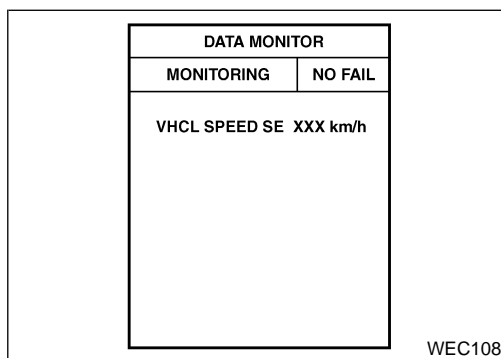 DATA MONITOR
MONITORING NO FAIL
VHCL SPEED SE XXX km/h
WEC108